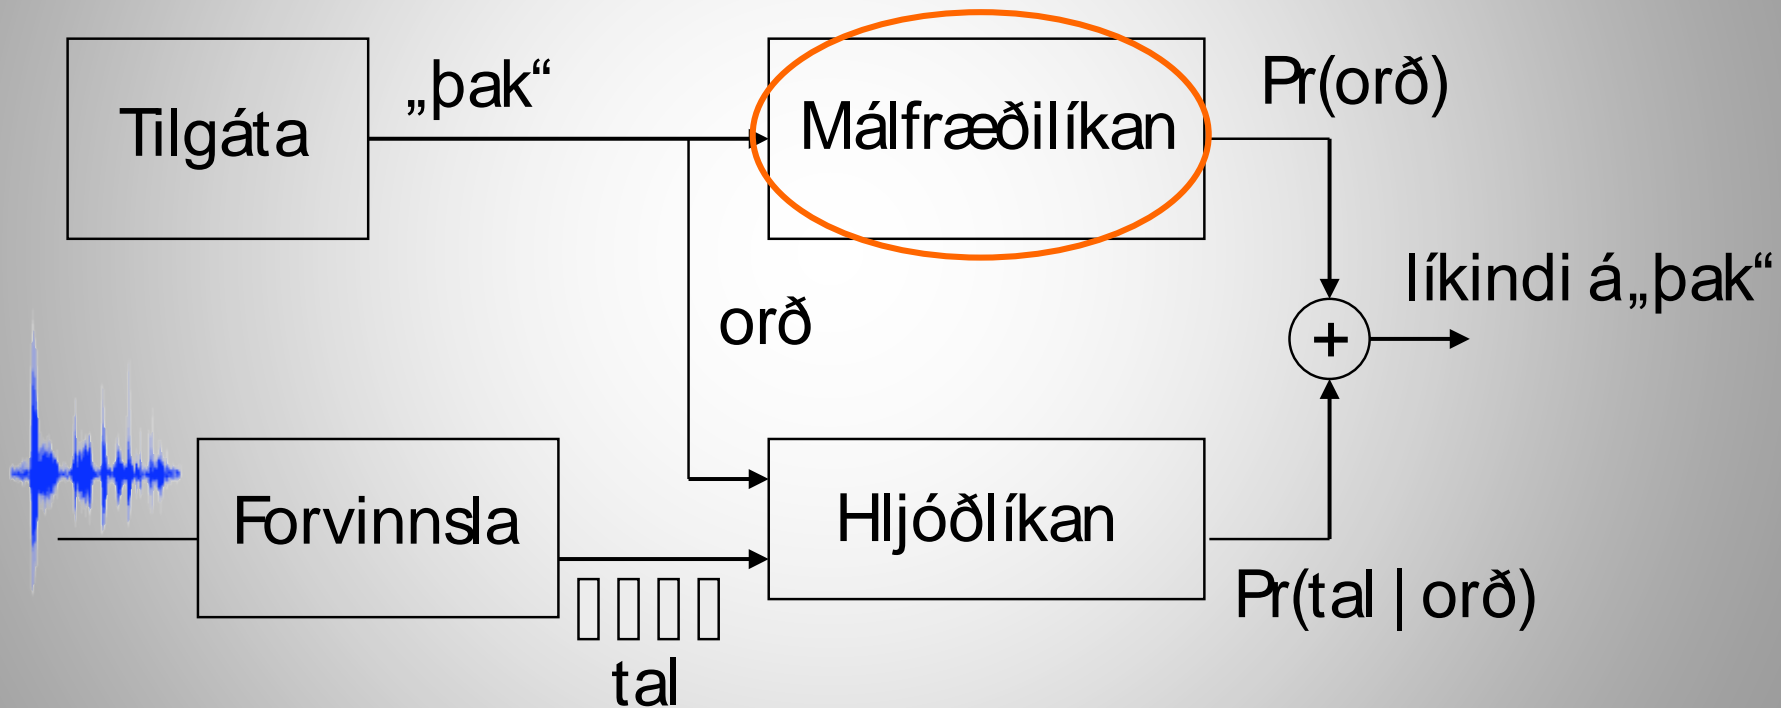 Tilgáta
„þak“
Málfræðilíkan
Pr(orð)
orð
líkindi á „þak“
+
Forvinnsla
Hljóðlíkan
tal
Pr(tal | orð)